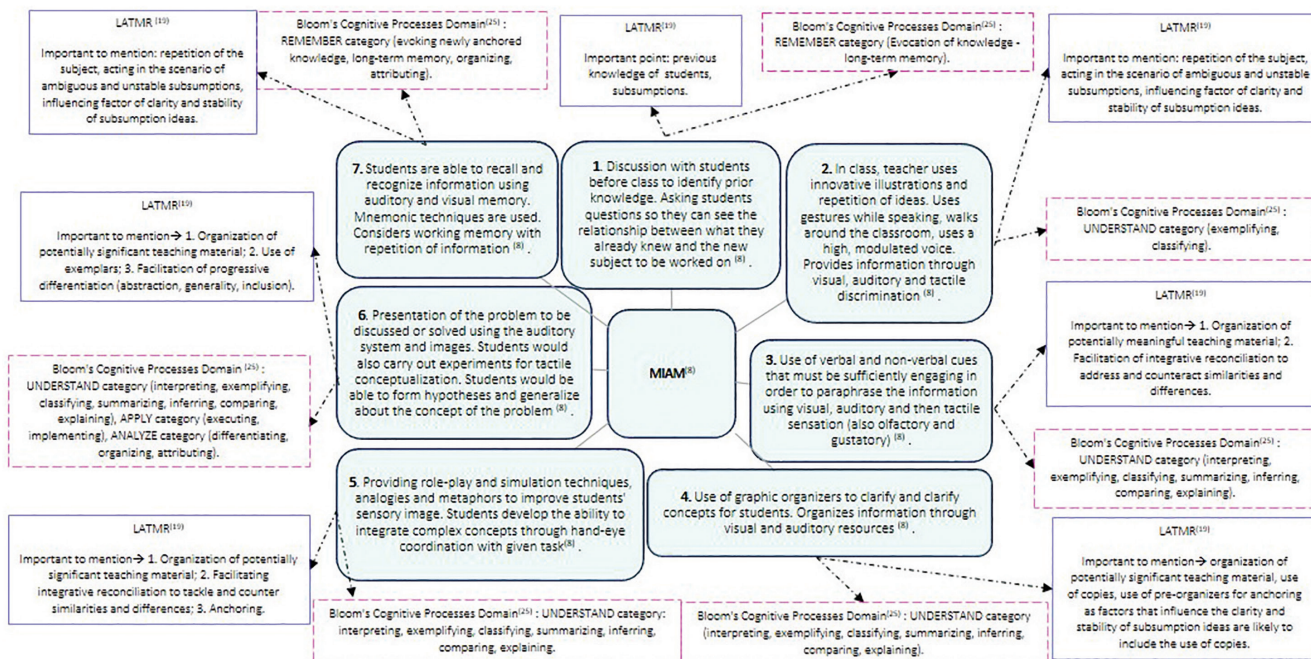 LATMR (19)
Important to mention: repetition of the
subject, acting in the scenario of
ambiguous and unstable subsumptions,
influencing factor of clarity and stability
of subsumption ideas.
Bloom's Cognitive Processes Domain(25) :
REMEMBER category (evoking newly anchored
knowledge, long-term memory, organizing,
attributing).
LATMR(19)
Important point: previous
knowledge of students,
subsumptions.
Bloom's Cognitive Processes Domain(25) :
REMEMBER category (Evocation of knowledge -
long-term memory).
LATMR(19)
Important to mention: repetition of the subject,
acting in the scenario of ambiguous and unstable
subsumptions, influencing factor of clarity and
stability of subsumption ideas.
7. Students are able to recall and
recognize information using
auditory and visual memory.
Mnemonic techniques are used.
Considers working memory with
repetition of information (8) .
1. Discussion with students
before class to identify prior
knowledge. Asking students
questions so they can see the
relationship between what they
already knew and the new
subject to be worked on (8) .
2. In class, teacher uses
innovative illustrations and
repetition of ideas. Uses
gestures while speaking, walks
around the classroom, uses a
high, modulated voice.
Provides information through
visual, auditory and tactile
discrimination (8) .
Bloom's Cognitive Processes Domain(25) :
UNDERSTAND category (exemplifying,
classifying).
LATMR(19)
Important to mention→ 1. Organization of
potentially significant teaching material; 2. Use of
exemplars; 3. Facilitation of progressive
differentiation (abstraction, generality, inclusion).
6. Presentation of the problem to be
discussed or solved using the auditory
system and images. Students would
also carry out experiments for tactile
conceptualization. Students would be
able to form hypotheses and generalize
about the concept of the problem (8) .
MIAM(8)
3. Use of verbal and non-verbal cues
that must be sufficiently engaging in
order to paraphrase the information
using visual, auditory and then tactile
sensation (also olfactory and
gustatory) (8) .
LATMR(19)
Important to mention→ 1. Organization of
potentially meaningful teaching material; 2.
Facilitation of integrative reconciliation to
address and counteract similarities and
differences.
Bloom's Cognitive Processes Domain (25) :
UNDERSTAND category (interpreting, exemplifying,
classifying, summarizing, inferring, comparing,
explaining), APPLY category (executing,
implementing), ANALYZE category (differentiating,
organizing, attributing).
Bloom's Cognitive Processes
Domain(25) : UNDERSTAND category (interpreting,
exemplifying, classifying, summarizing, inferring,
comparing, explaining).
5. Providing role-play and simulation techniques,
analogies and metaphors to improve students'
sensory image. Students develop the ability to
integrate complex concepts through hand-eye
coordination with given task(8) .
4. Use of graphic organizers to clarify and clarify
concepts for students. Organizes information through
visual and auditory resources (8) .
LATMR(19)
Important to mention→ 1. Organization of potentially
significant teaching material; 2. Facilitating
integrative reconciliation to tackle and counter
similarities and differences; 3. Anchoring.
Bloom's Cognitive Processes Domain(25) : UNDERSTAND category:
interpreting, exemplifying, classifying, summarizing, inferring,
comparing, explaining.
Bloom's Cognitive Processes Domain(25) : UNDERSTAND category
(interpreting, exemplifying, classifying, summarizing, inferring,
comparing, explaining).
LATMR(19)
Important to mention→ organization of
potentially significant teaching material, use
of copies, use of pre-organizers for anchoring
as factors that influence the clarity and
stability of subsumption ideas are likely to
include the use of copies.